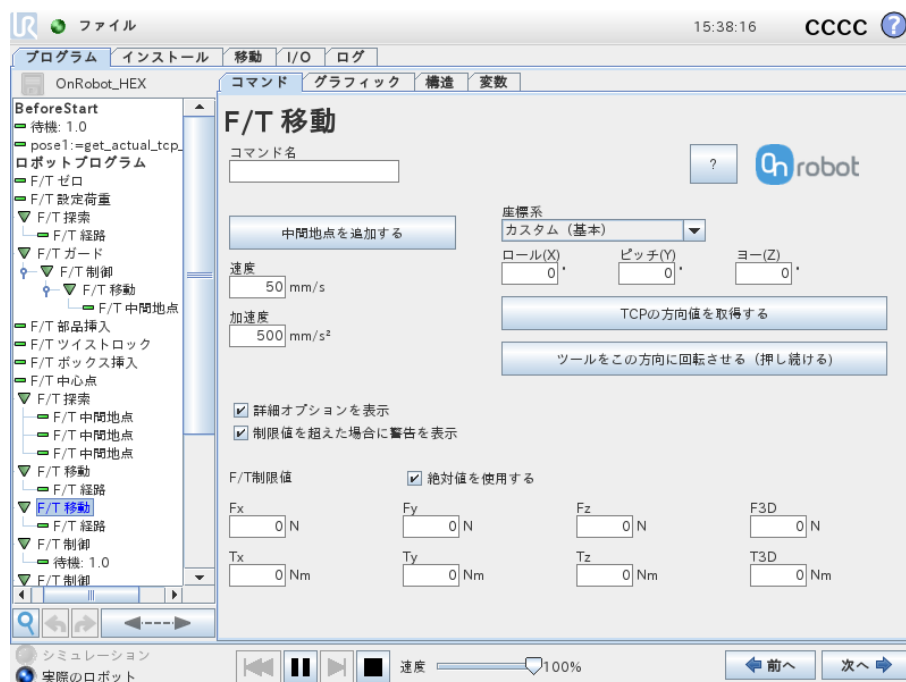 ファイル
15:38:16
CCCC
?
プログラム
インストール
移動
I/O
ログ
OnRobot_HEX
コマンド
グラフィック
構造
変数
BeforeStart
待機: 1.0
pose1:=get_actual_tcp_
ロボットプログラム
F/T ゼロ
F/T 設定荷重
F/T 探索
F/T 経路
F/T ガード
F/T 制御
F/T 移動
F/T 中間地点
F/T 部品挿入
F/T ツイストロック
F/T ボックス挿入
F/T 中心点
F/T 探索
F/T 中間地点
F/T 中間地点
F/T 中間地点
F/T 移動
F/T 経路
F/T 移動
F/T 経路
F/T 制御
待機: 1.0
F/T 制御
F/T 移動
コマンド名
?
On robot
中間地点を追加する
座標系
カスタム（基本）
速度
50 mm/s
ロール(X) ピッチ(Y) ヨー(Z)
0 ° 0 ° 0 °
加速度
500 mm/s²
TCPの方向値を取得する
ツールをこの方向に回転させる（押し続ける)
詳細オプションを表示
制限値を超えた場合に警告を表示
F/T制限値
絶対値を使用する
Fx Fy Fz F3D
0 N 0 N 0 N 0 N
Tx Ty Tz T3D
0 Nm 0 Nm 0 Nm 0 Nm
シミュレーション
実際のロボット
速度
100%
前へ
次へ